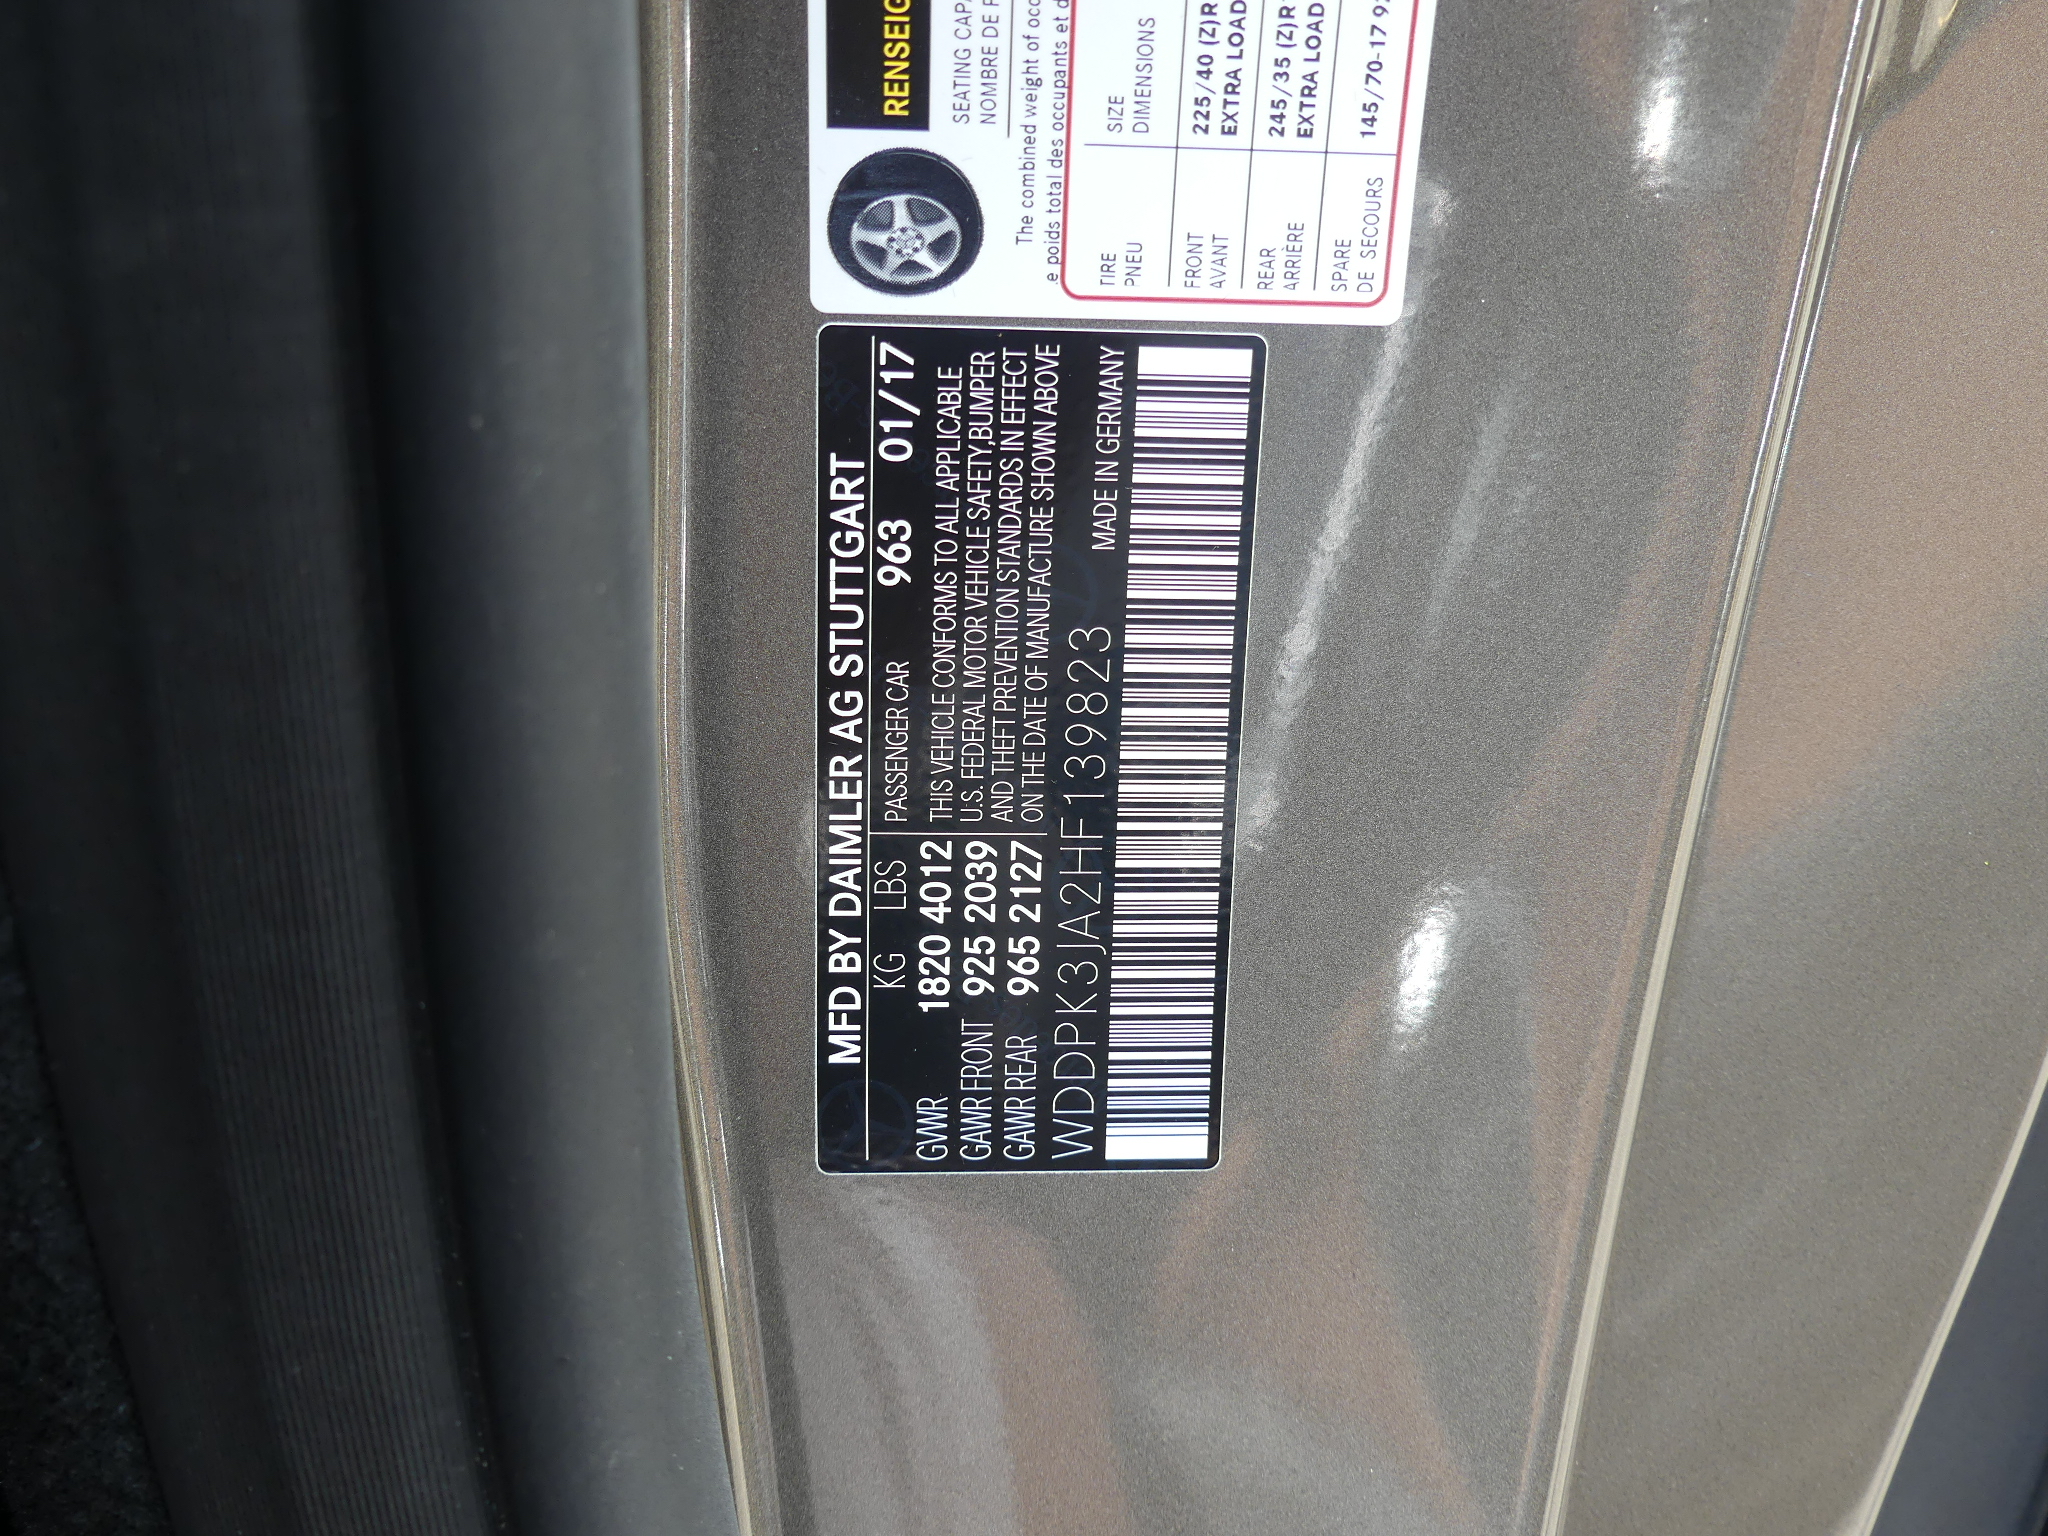 MFD BY DAIMLER AG STUTTGART
KG LBS PASSENGER CAR 963 01/17
GVWR 1820 4012
GAWR FRONT 925 2039
GAWR REAR 965 2127
THIS VEHICLE CONFORMS TO ALL APPLICABLE
U.S. FEDERAL MOTOR VEHICLE SAFETY,BUMPER
AND THEFT PREVENTION STANDARDS IN EFFECT
ON THE DATE OF MANUFACTURE SHOWN ABOVE
WDDPK3JA2HF139823 MADE IN GERMANY
RENSEIG
SEATING CAPA
NOMBRE DE P
The combined weight of occ
e poids total des occupants et d
TIRE SIZE
PNEU DIMENSIONS
FRONT 225/40 (Z)R
AVANT EXTRA LOAD
REAR 245/35 (Z)R
ARRIÈRE EXTRA LOAD
SPARE
DE SECOURS 145/70-17 9